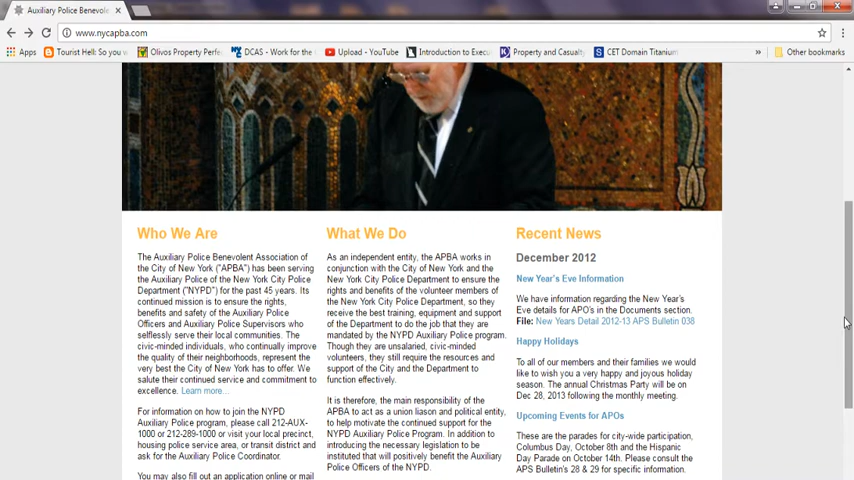 Auxiliary Police Benevole
www.nycapba.com
Apps Tourist Hell: So you Olivos Property Perfe DCAS - Work for the Upload - YouTube Introduction to Execu Property and Casualty CET Domain Titanium » Other bookmarks
Who We Are
The Auxiliary Police Benevolent Association of
the City of New York ("APBA") has been serving
the Auxiliary Police of the New York City Police
Department ("NYPD") for the past 45 years. Its
continued mission is to ensure the rights,
benefits and safety of the Auxiliary Police
Officers and Auxiliary Police Supervisors who
selflessly serve their local communities. The
civic-minded individuals, who continually improve
the quality of their neighborhoods, represent the
very best the City of New York has to offer. We
salute their continued service and commitment to
excellence. Learn more...
For information on how to join the NYPD
Auxiliary Police program, please call 212-AUX-
1000 or 212-289-1000 or visit your local precinct,
housing police service area, or transit district and
ask for the Auxiliary Police Coordinator.
You may also fill out an application online or mail
What We Do
As an independent entity, the APBA works in
conjunction with the City of New York and the
New York City Police Department to ensure the
rights and benefits of the volunteer members of
the New York City Police Department, so they
receive the best training, equipment and support
of the Department to do the job that they are
mandated by the NYPD Auxiliary Police program.
Though they are unsalaried, civic-minded
volunteers, they still require the resources and
support of the City and the Department to
function effectively.
It is therefore, the main responsibility of the
APBA to act as a union liason and political entity,
to help motivate the continued support for the
NYPD Auxiliary Police Program. In addition to
introducing the necessary legislation to be
instituted that will positively benefit the Auxiliary
Police Officers of the NYPD.
Recent News
December 2012
New Year's Eve Information
We have information regarding the New Year's
Eve details for APO's in the Documents section.
File: New Years Detail 2012-13 APS Bulletin 038
Happy Holidays
To all of our members and their families we would
like to wish you a very happy and joyous holiday
season. The annual Christmas Party will be on
Dec 28, 2013 following the monthly meeting.
Upcoming Events for APOs
These are the parades for city-wide participation,
Columbus Day, October 8th and the Hispanic
Day Parade on October 14th. Please consult the
APS Bulletin's 28 & 29 for specific information.